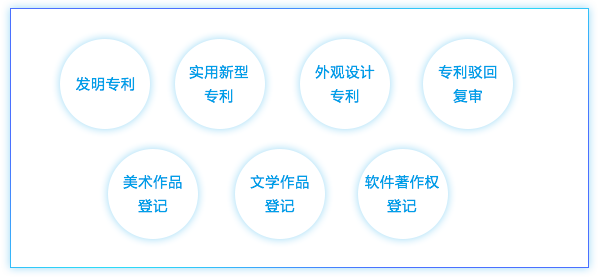 发明专利
实用新型
专利
外观设计
专利
专利驳回
复审
美术作品
登记
文学作品
登记
软件著作权
登记